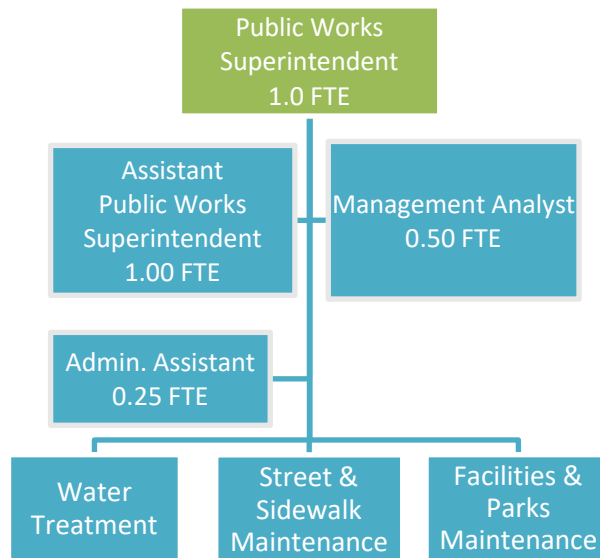 Public Works
Superintendent
1.0 FTE
Assistant
Public Works
Superintendent
1.00 FTE
Management Analyst
0.50 FTE
Admin. Assistant
0.25 FTE
Water
Treatment
Street &
Sidewalk
Maintenance
Facilities &
Parks
Maintenance